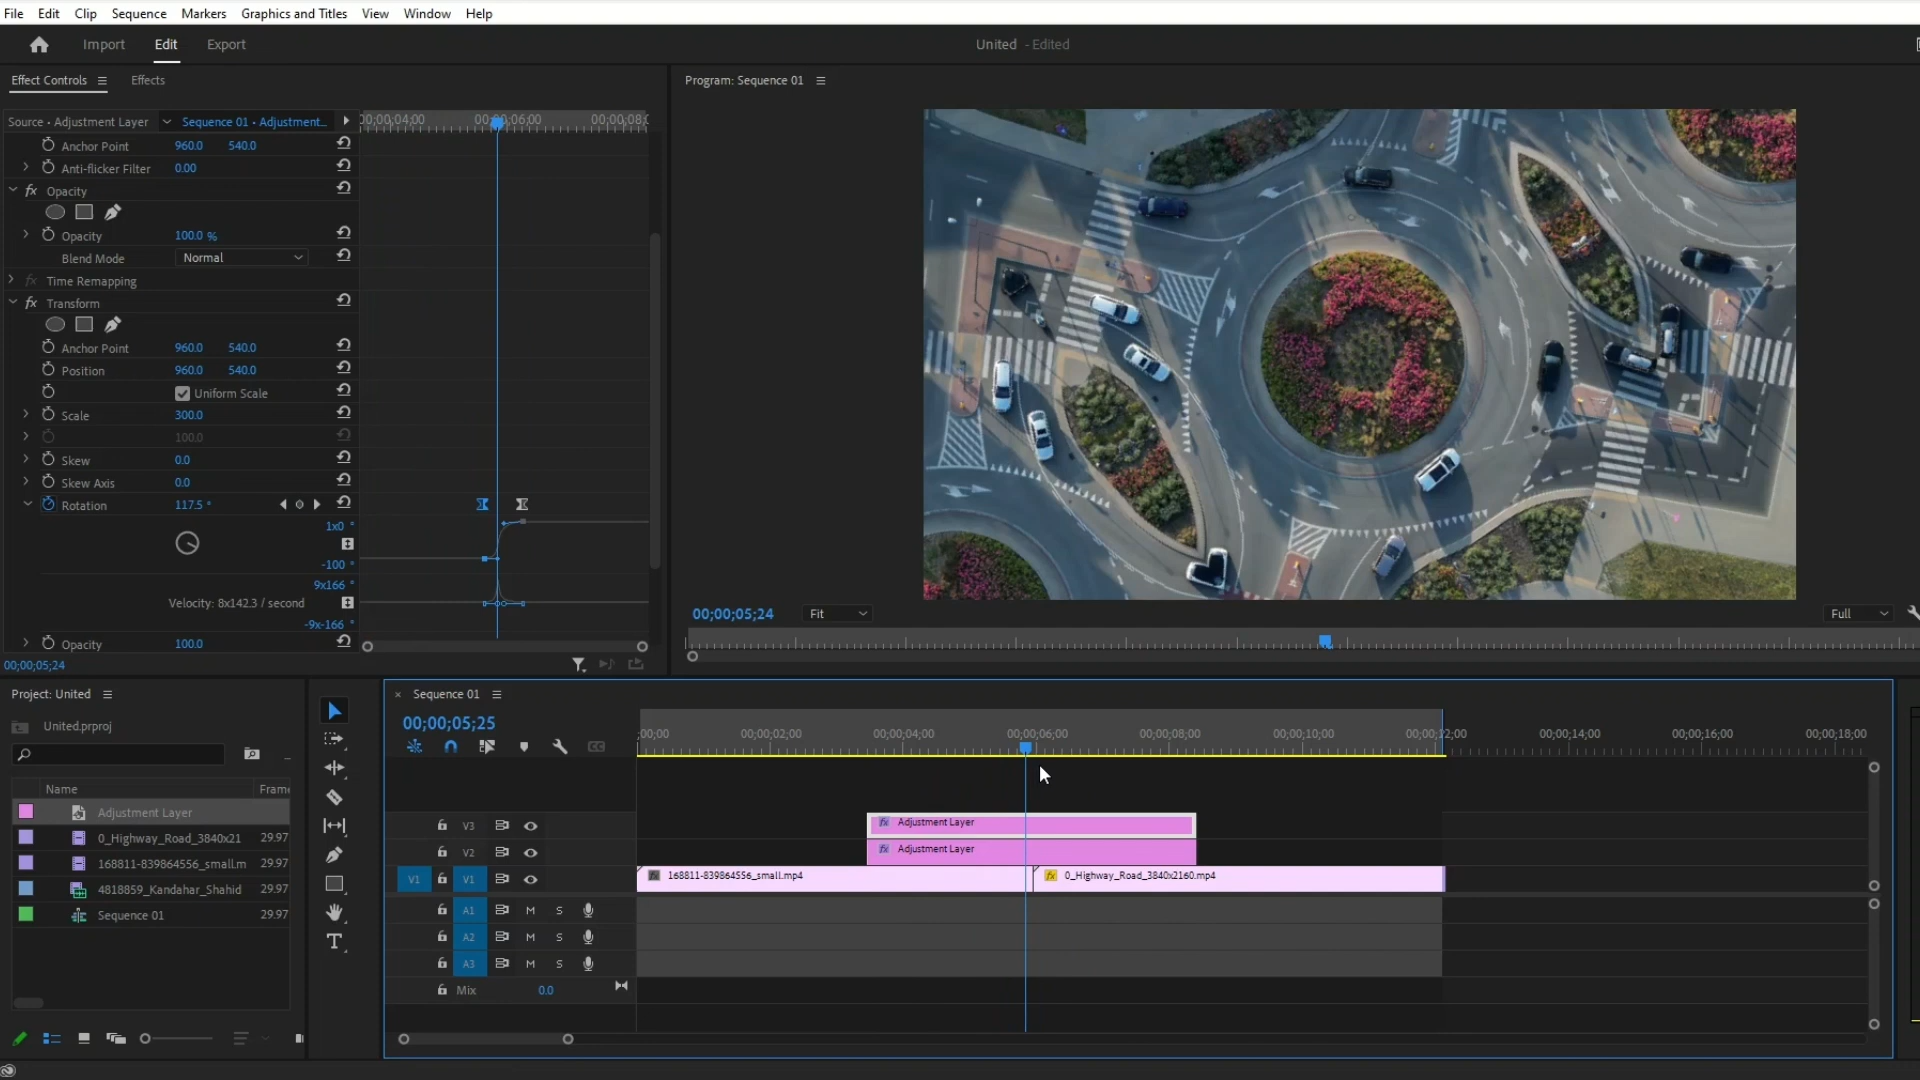 File Edit Clip Sequence Markers Graphics and Titles View Window Help
Import Edit Export United - Edited
Effect Controls Effects
Program: Sequence 01
Source • Adjustment Layer Sequence 01 • Adjustment...
00;00;04;00 00;00;06;00 00;00;08;
Anchor Point 960.0 540.0
Anti-flicker Filter 0.00
fx Opacity
Opacity 100.0 %
Blend Mode Normal
fx Time Remapping
fx Transform
Anchor Point 960.0 540.0
Position 960.0 540.0
Uniform Scale
Scale 300.0
100.0
Skew 0.0
Skew Axis 0.0
Rotation 117.5 °
1x0 °
-100 °
9x166 °
Velocity: 8x142.3 / second
-9x-166 °
Opacity 100.0
00;00;05;24
00;00;05;24 Fit Full
Project: United
United.prproj
Name Frame
Adjustment Layer
0_Highway_Road_3840x21 29.97
168811-839864556_small.m 29.97
4818859_Kandahar_Shahid 29.97
Sequence 01 29.97
× Sequence 01
00;00;05;25
CC
;00;00 00;00;02;00 00;00;04;00 00;00;06;00 00;00;08;00 00;00;10;00 00;00;12;00 00;00;14;00 00;00;16;00 00;00;18;00
V3 fx Adjustment Layer
V2 fx Adjustment Layer
V1 V1 fx 168811-839864556_small.mp4 fx 0_Highway_Road_3840x2160.mp4
A1 M S
A2 M S
A3 M S
Mix 0.0
T